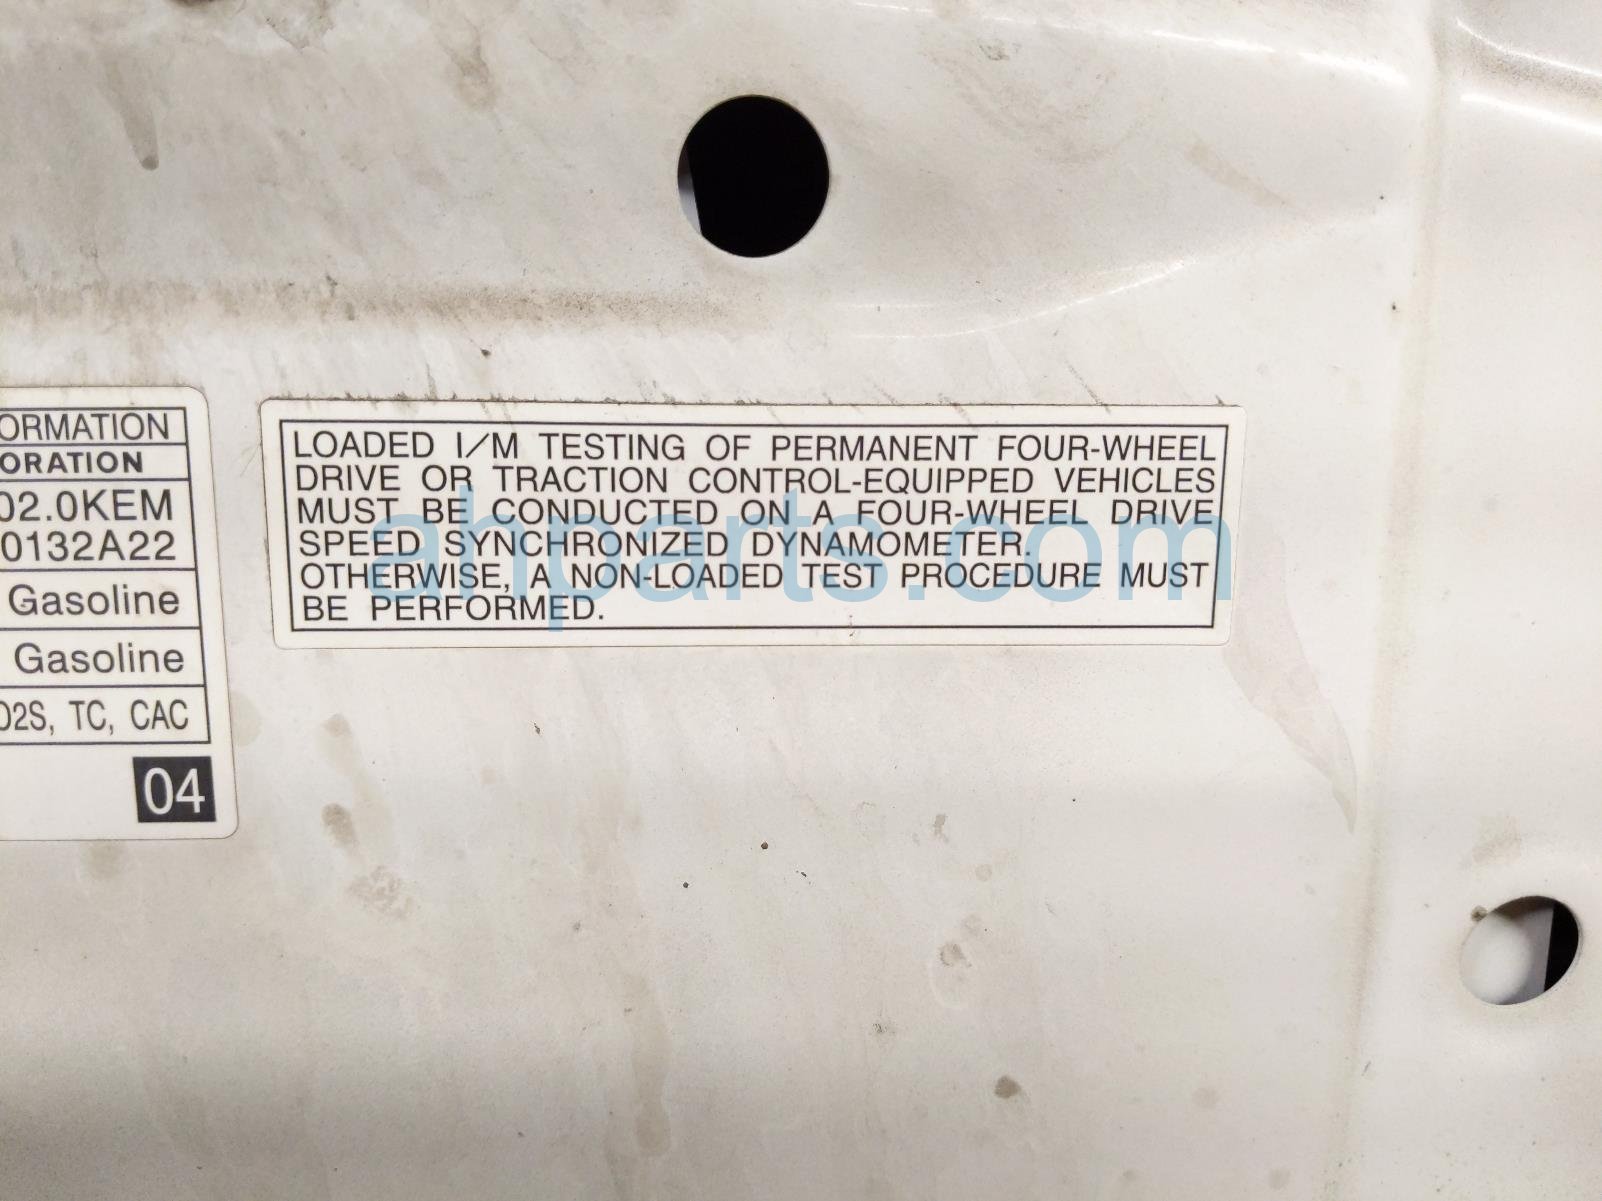 ORMATION
ORATION
02.0KEM
0132A22
Gasoline
Gasoline
O2S, TC, CAC
04
LOADED I/M TESTING OF PERMANENT FOUR-WHEEL
DRIVE OR TRACTION CONTROL-EQUIPPED VEHICLES
MUST BE CONDUCTED ON A FOUR-WHEEL DRIVE
SPEED SYNCHRONIZED DYNAMOMETER.
OTHERWISE, A NON-LOADED TEST PROCEDURE MUST
BE PERFORMED.
ahparts.com